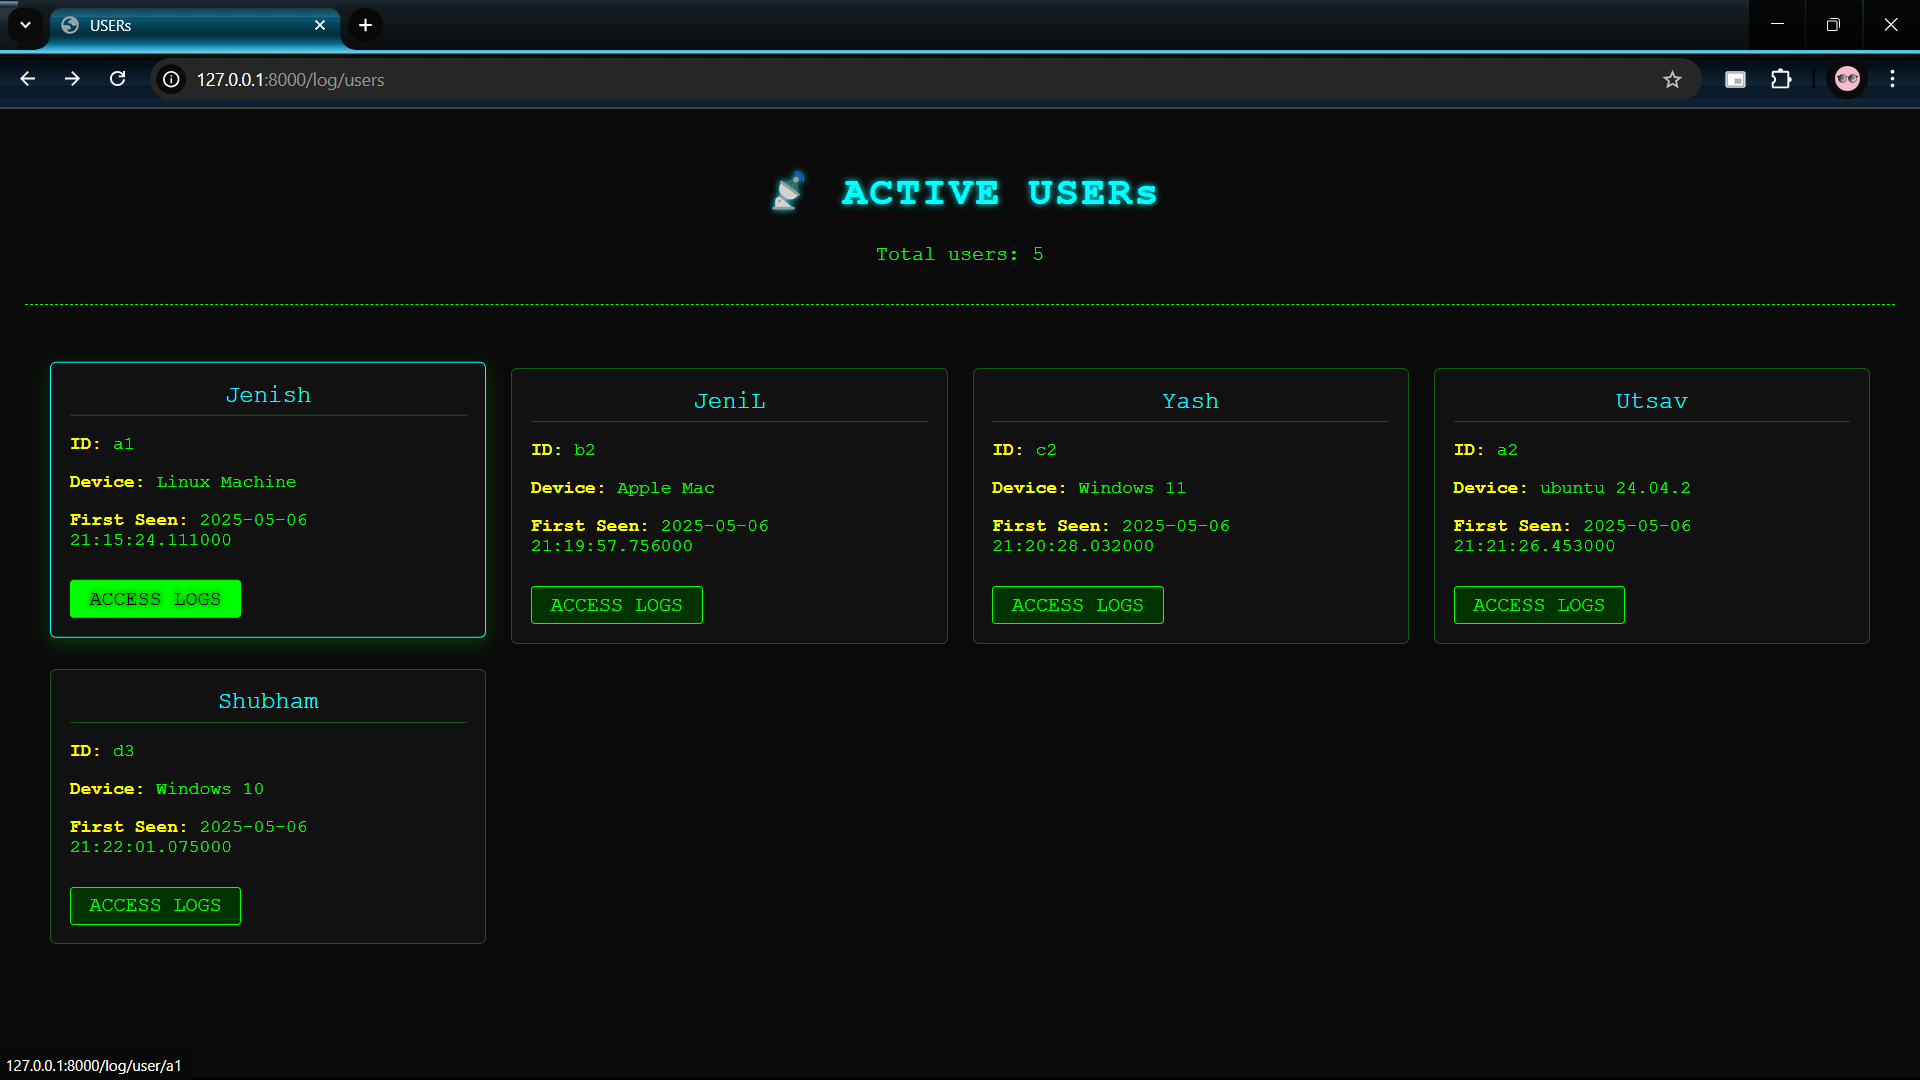 USERs
127.0.0.1:8000/log/users
ACTIVE USERs
Total users: 5
Jenish
ID: a1
Device: Linux Machine
First Seen: 2025-05-06
21:15:24.111000
ACCESS LOGS
JeniL
ID: b2
Device: Apple Mac
First Seen: 2025-05-06
21:19:57.756000
ACCESS LOGS
Yash
ID: c2
Device: Windows 11
First Seen: 2025-05-06
21:20:28.032000
ACCESS LOGS
Utsav
ID: a2
Device: ubuntu 24.04.2
First Seen: 2025-05-06
21:21:26.453000
ACCESS LOGS
Shubham
ID: d3
Device: Windows 10
First Seen: 2025-05-06
21:22:01.075000
ACCESS LOGS
127.0.0.1:8000/log/user/a1